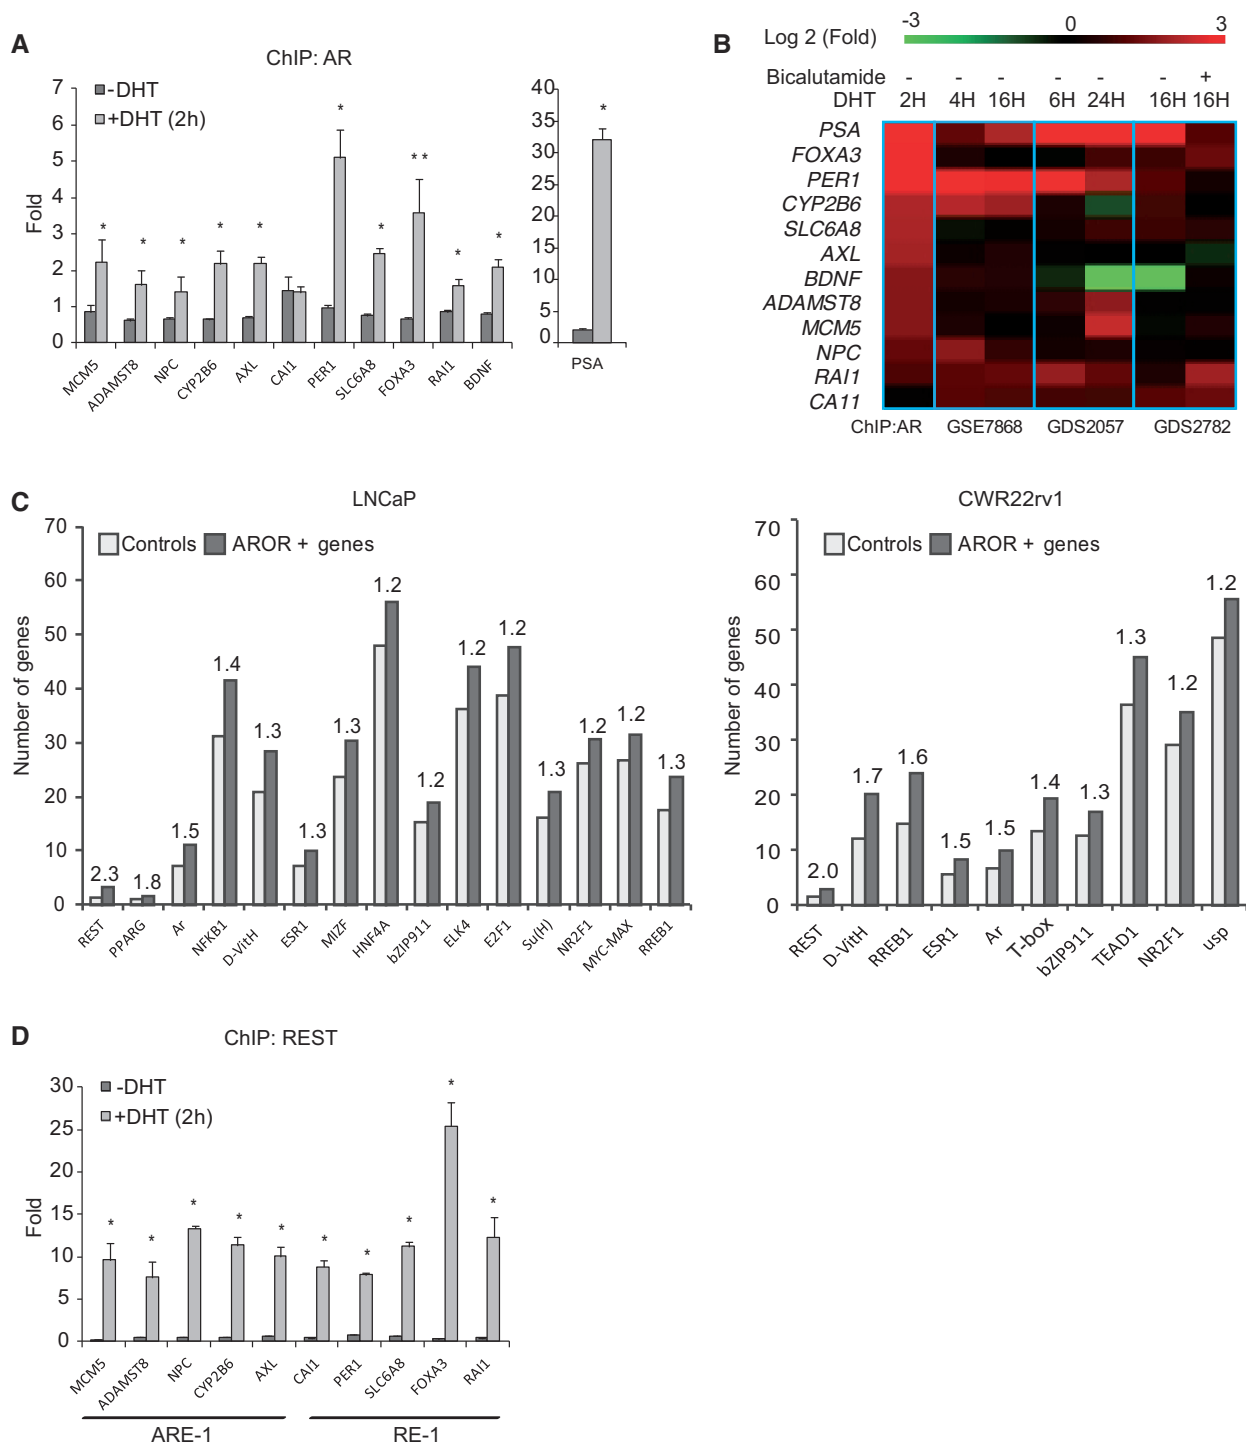 A
ChIP: AR
-DHT
+DHT (2h)
Fold
7
6
5
4
3
2
1
0
* * * * * * * ** * *
MCM5 ADAMST8 NPC CYP2B6 AXL CAI1 PER1 SLC6A8 FOXA3 RAI1 BDNF
40
35
30
25
20
15
10
5
0
*
PSA
B
Log 2 (Fold)
-3 0 3
Bicalutamide - - - - - - +
DHT 2H 4H 16H 6H 24H 16H 16H
PSA
FOXA3
PER1
CYP2B6
SLC6A8
AXL
BDNF
ADAMST8
MCM5
NPC
RAI1
CA11
ChIP:AR GSE7868 GDS2057 GDS2782
C
LNCaP
Controls AROR + genes
Number of genes
70
60
50
40
30
20
10
0
2.3 1.8 1.5 1.4 1.3 1.3 1.3 1.2 1.2 1.2 1.2 1.3 1.2 1.2 1.3
REST PPARG Ar NFKB1 D-VitH ESR1 MIZF HNF4A bZIP911 ELK4 E2F1 Su(H) NR2F1 MYC-MAX RREB1
CWR22rv1
Controls AROR + genes
Number of genes
70
60
50
40
30
20
10
0
2.0 1.7 1.6 1.5 1.5 1.4 1.3 1.3 1.2 1.2
REST D-VitH RREB1 ESR1 Ar T-box bZIP911 TEAD1 NR2F1 usp
D
ChIP: REST
-DHT
+DHT (2h)
Fold
30
25
20
15
10
5
0
* * * * * * * * * *
MCM5 ADAMST8 NPC CYP2B6 AXL CAI1 PER1 SLC6A8 FOXA3 RAI1
ARE-1 RE-1